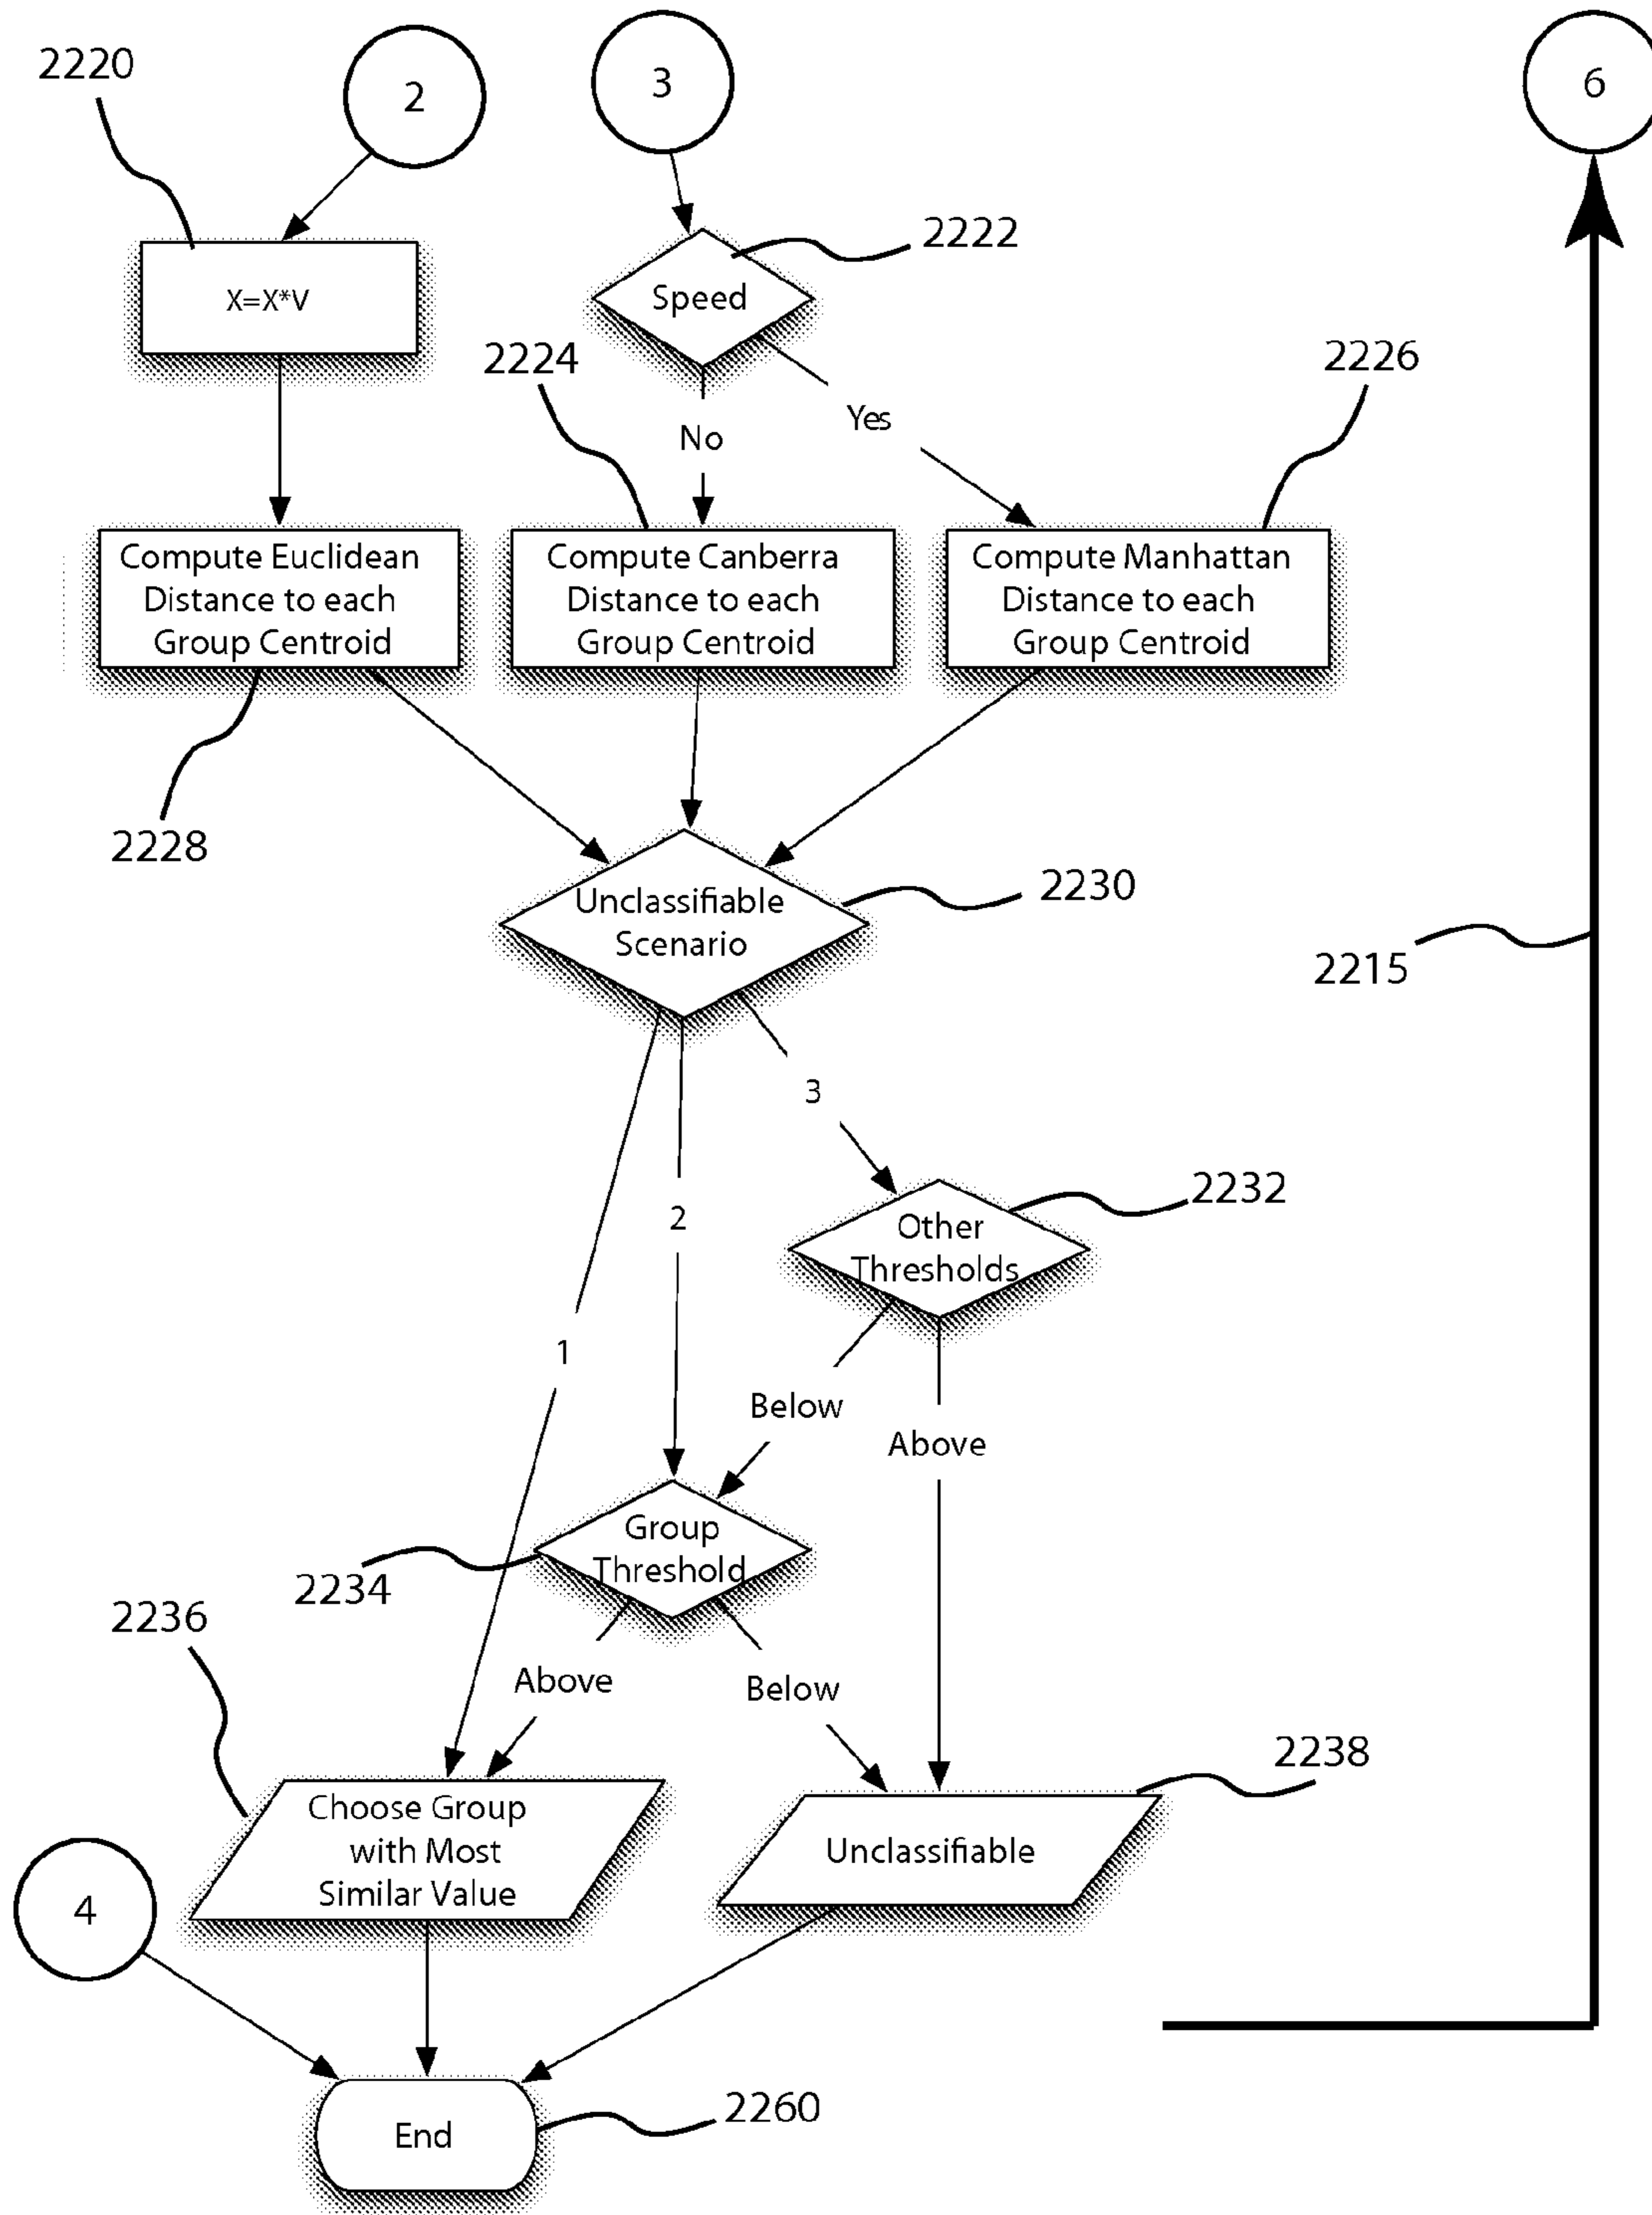 2220
2
3
6
2222
X=X*V
Speed
2224
2226
No
Yes
Compute Euclidean
Distance to each
Group Centroid
Compute Canberra
Distance to each
Group Centroid
Compute Manhattan
Distance to each
Group Centroid
2228
Unclassifiable
Scenario
2230
2215
3
2232
2
Other
Thresholds
1
Below
Above
Group
Threshold
2234
2236
Above
Below
2238
Choose Group
with Most
Similar Value
Unclassifiable
4
End
2260